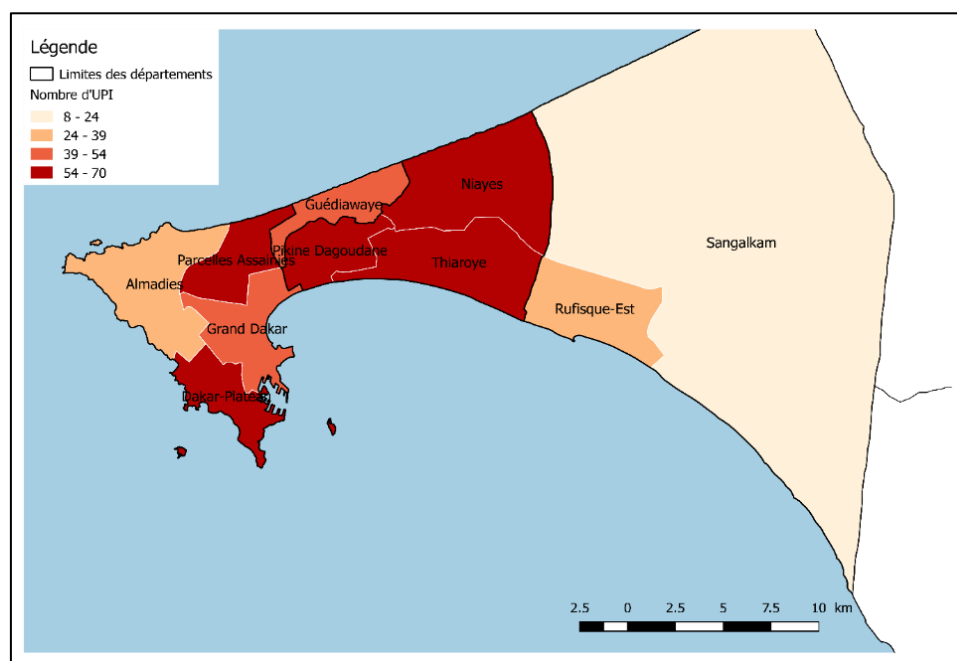 Légende
Limites des départements
Nombre d'UPI
8 - 24
24 - 39
39 - 54
54 - 70
Niayes
Guédiawaye
Sangalkam
Pikine Dagoudane
Parcelles Assainies
Thiaroye
Almadies
Rufisque-Est
Grand Dakar
Dakar-Plateau
2.5 0 2.5 5 7.5 10 km